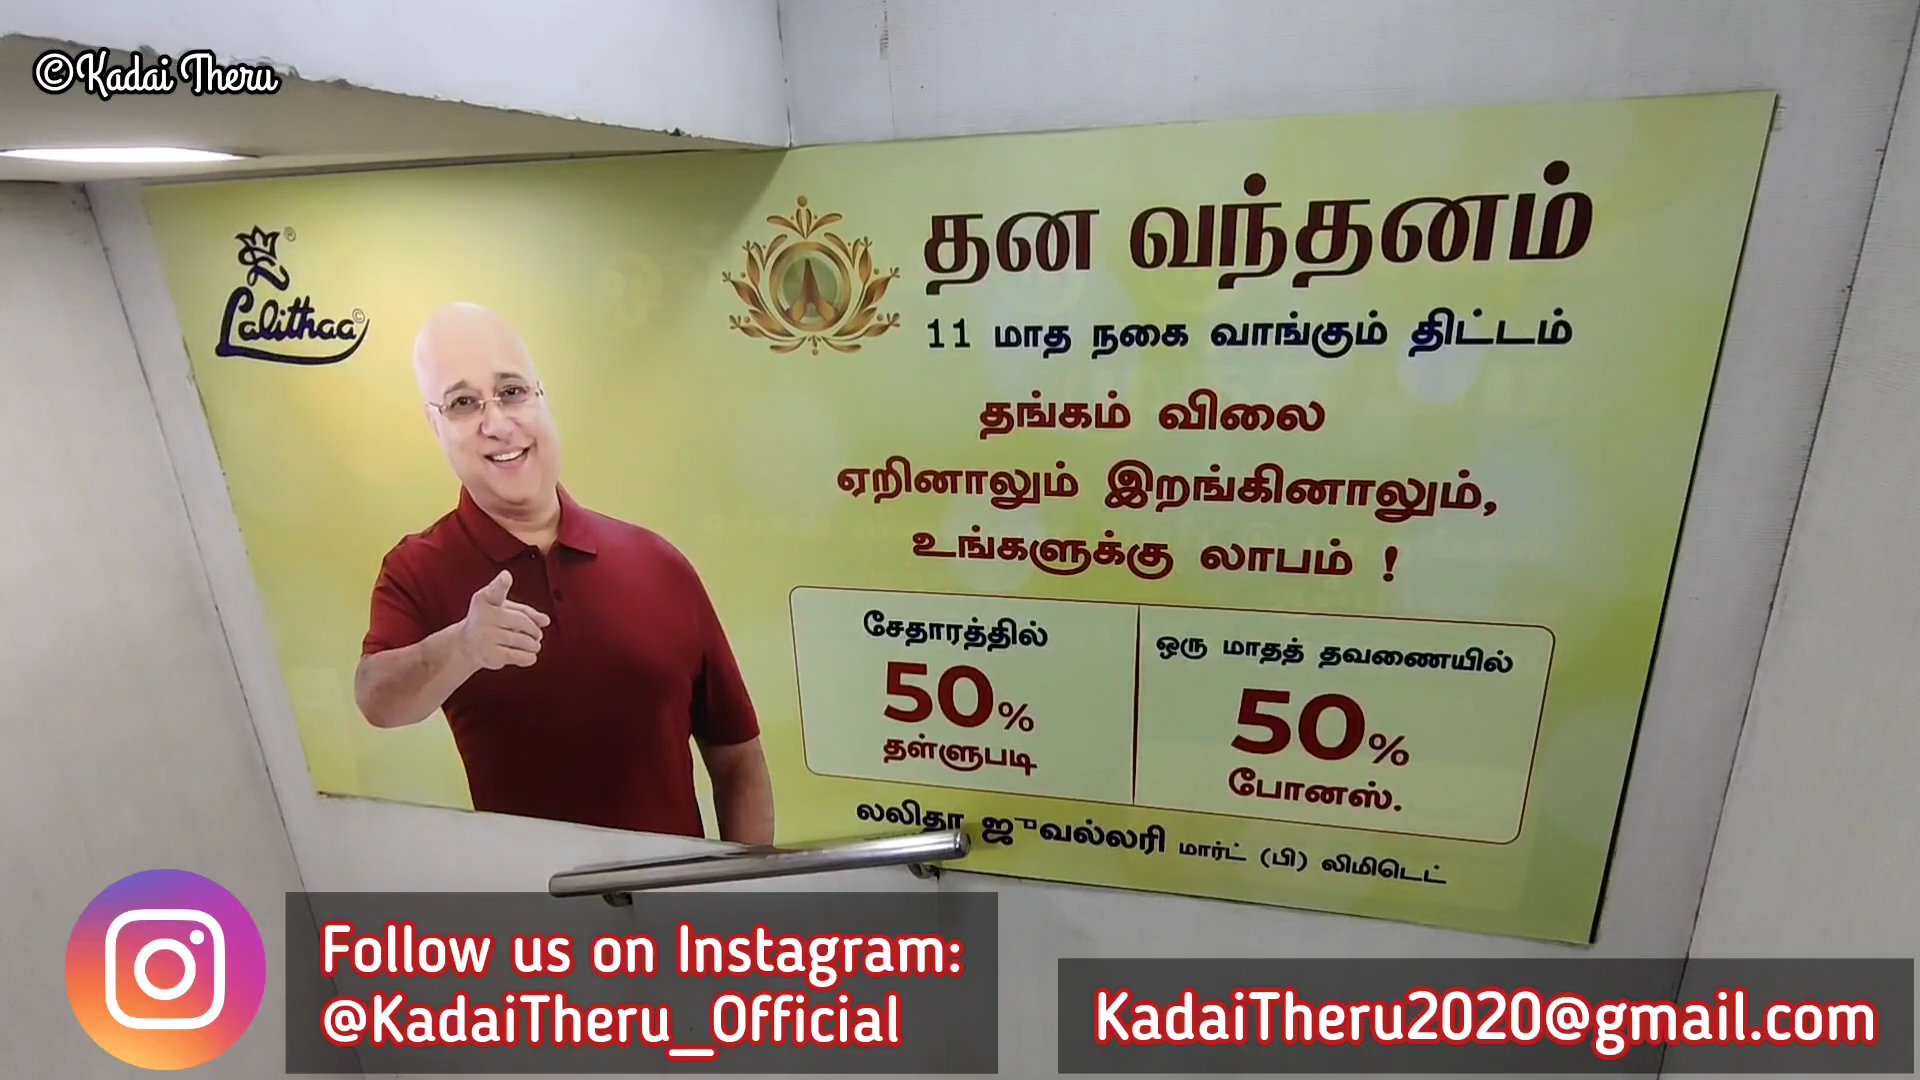 ©Kadai Theru
Lalithaa
தன வந்தனம்
11 மாத நகை வாங்கும் திட்டம்
தங்கம் விலை
ஏறினாலும் இறங்கினாலும்,
உங்களுக்கு லாபம் !
சேதாரத்தில்
50%
தள்ளுபடி
ஒரு மாதத் தவணையில்
50%
போனஸ்.
லலிதா ஜுவல்லரி மார்ட் (பி) லிமிடெட்
Follow us on Instagram:
@KadaiTheru_Official
KadaiTheru2020@gmail.com